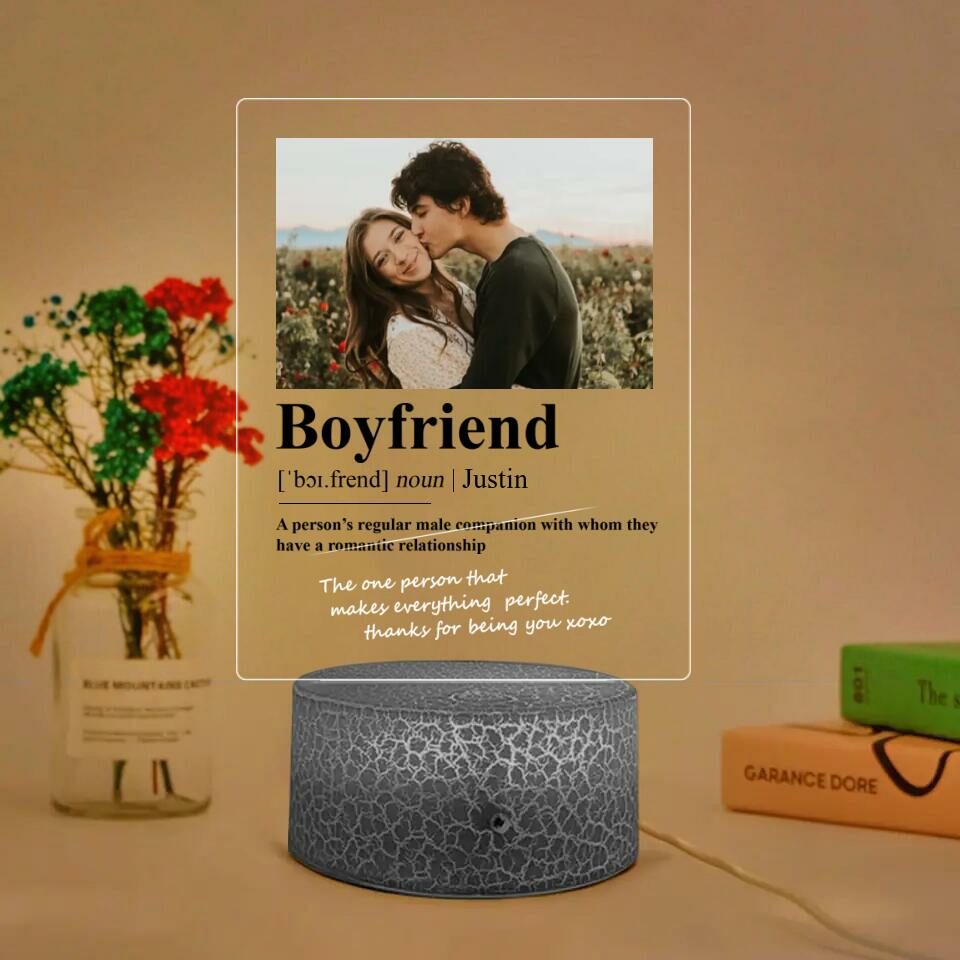 Boyfriend
[ˈbɔɪ.frend] noun | Justin
A person’s regular male companion with whom they
have a romantic relationship
The one person that
makes everything perfect.
thanks for being you xoxo
BLUE MOUNTAINS
801
The s
GARANCE DORE